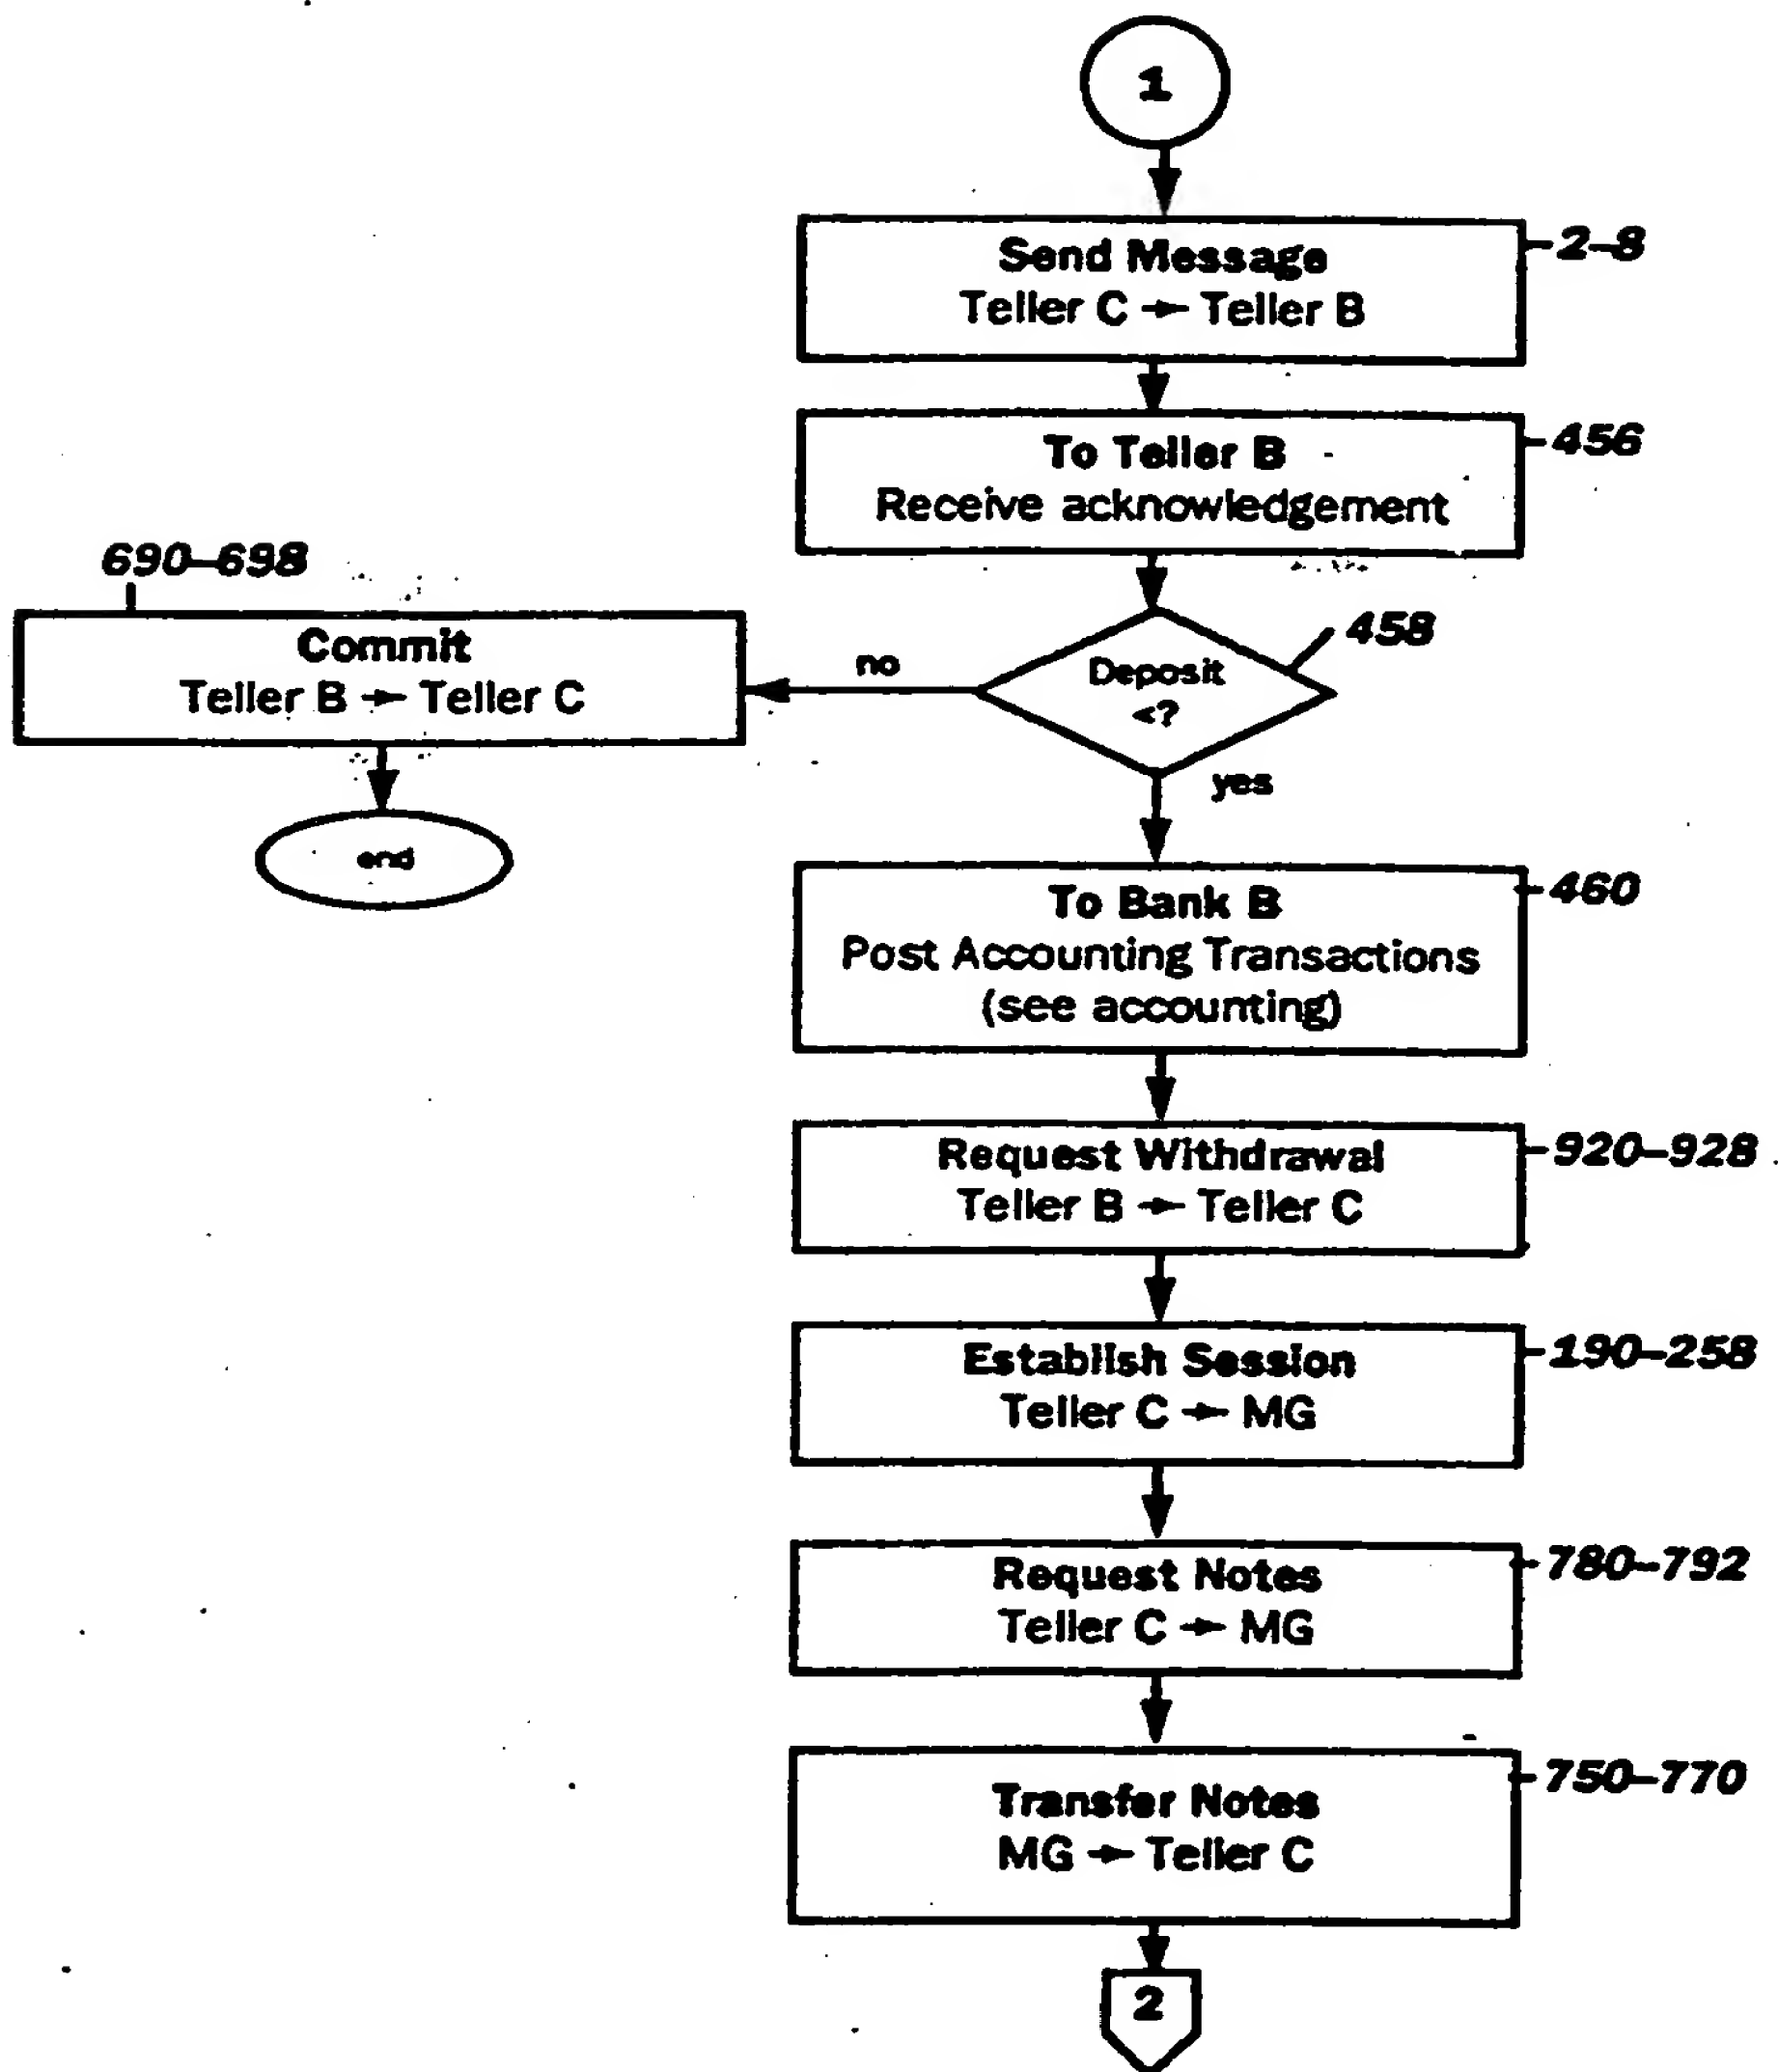 1
Send Message
Teller C → Teller B
2–8
To Teller B
Receive acknowledgement
456
690–698
Commit
Teller B → Teller C
no
Deposit
<?
458
yes
end
To Bank B
Post Accounting Transactions
(see accounting)
460
Request Withdrawal
Teller B → Teller C
920–928
Establish Session
Teller C → MG
190–258
Request Notes
Teller C → MG
780–792
Transfer Notes
MG → Teller C
750–770
2